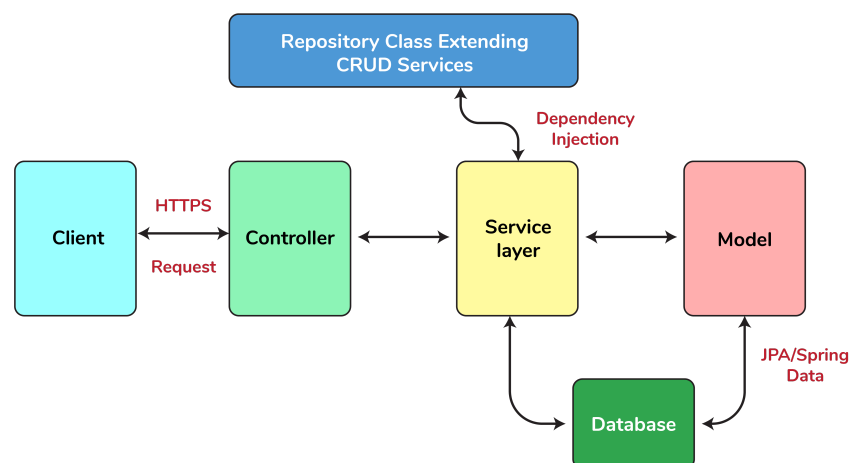 Repository Class Extending
CRUD Services
Dependency
Injection
Client
HTTPS
Request
Controller
Service
layer
Model
JPA/Spring
Data
Database